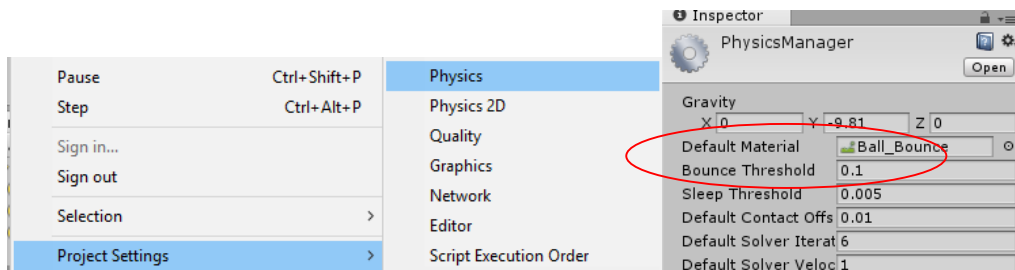 Pause Ctrl+Shift+P
Step Ctrl+Alt+P
Sign in...
Sign out
Selection >
Project Settings >
Physics
Physics 2D
Quality
Graphics
Network
Editor
Script Execution Order
Inspector
PhysicsManager
Open
Gravity
X 0 Y -9.81 Z 0
Default Material Ball_Bounce
Bounce Threshold 0.1
Sleep Threshold 0.005
Default Contact Offs 0.01
Default Solver Iterat 6
Default Solver Veloc 1